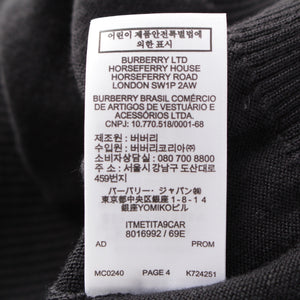 어린이 제품안전특별법에
의한 표시
BURBERRY LTD
HORSEFERRY HOUSE
HORSEFERRY ROAD
LONDON SW1P 2AW
BURBERRY BRASIL COMÉRCIO
DE ARTIGOS DE VESTUÁRIO E
ACESSÓRIOS LTDA.
CNPJ: 10.770.518/0001-68
제조원 : 버버리
수입원 : 버버리코리아㈜
소비자상담실 : 080 700 8800
주소 : 서울시 강남구 도산대로
459번지
バーバリー・ジャパン㈱
東京都中央区銀座 1-8-14
銀座YOMIKOビル
ITMETITA9CAR
8016992 / 69E
AD PROM
MC0240 PAGE 4 K724251